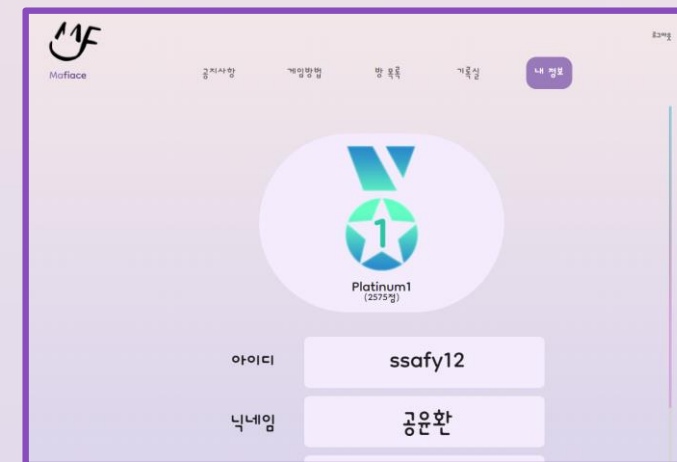 MF
로그아웃
Mafiace
공지사항 게임방법 방 목록 기록실 내 정보
1
Platinum1
(2575점)
아이디 ssafy12
닉네임 공윤환